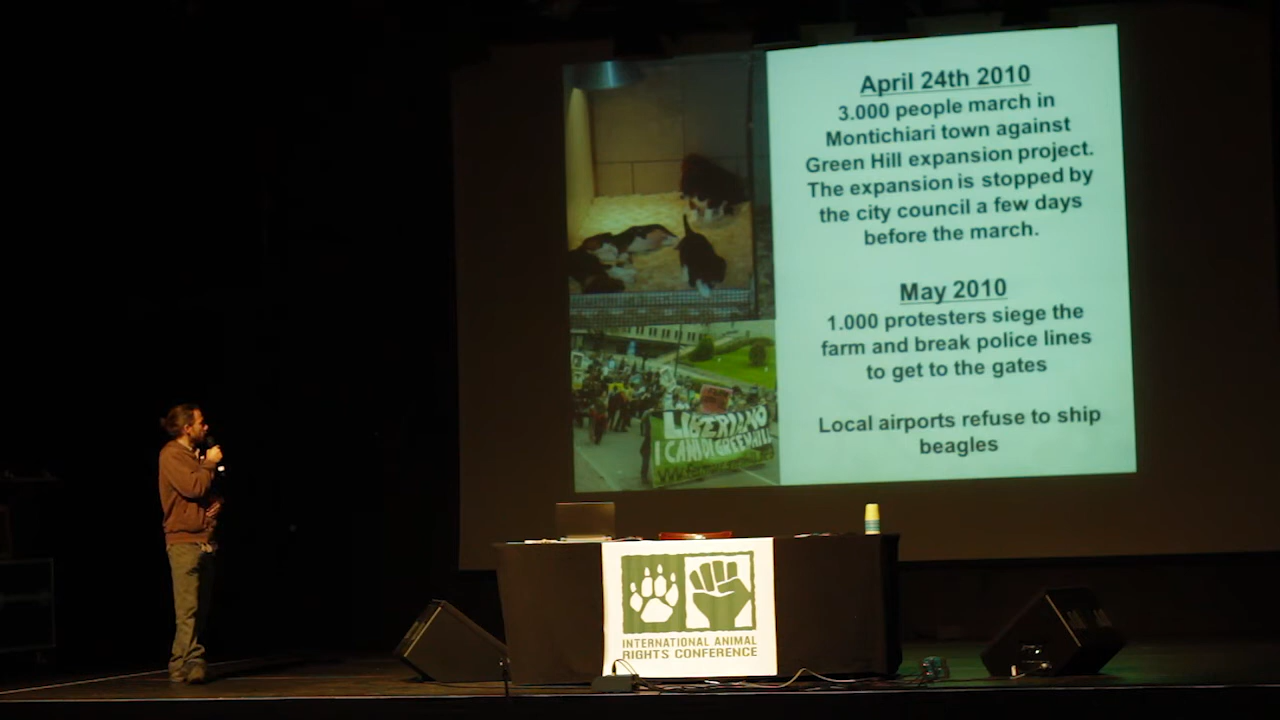 April 24th 2010
3.000 people march in
Montichiari town against
Green Hill expansion project.
The expansion is stopped by
the city council a few days
before the march.
May 2010
1.000 protesters siege the
farm and break police lines
to get to the gates
Local airports refuse to ship
beagles
I CANI DI GREEN HILL
INTERNATIONAL ANIMAL
RIGHTS CONFERENCE